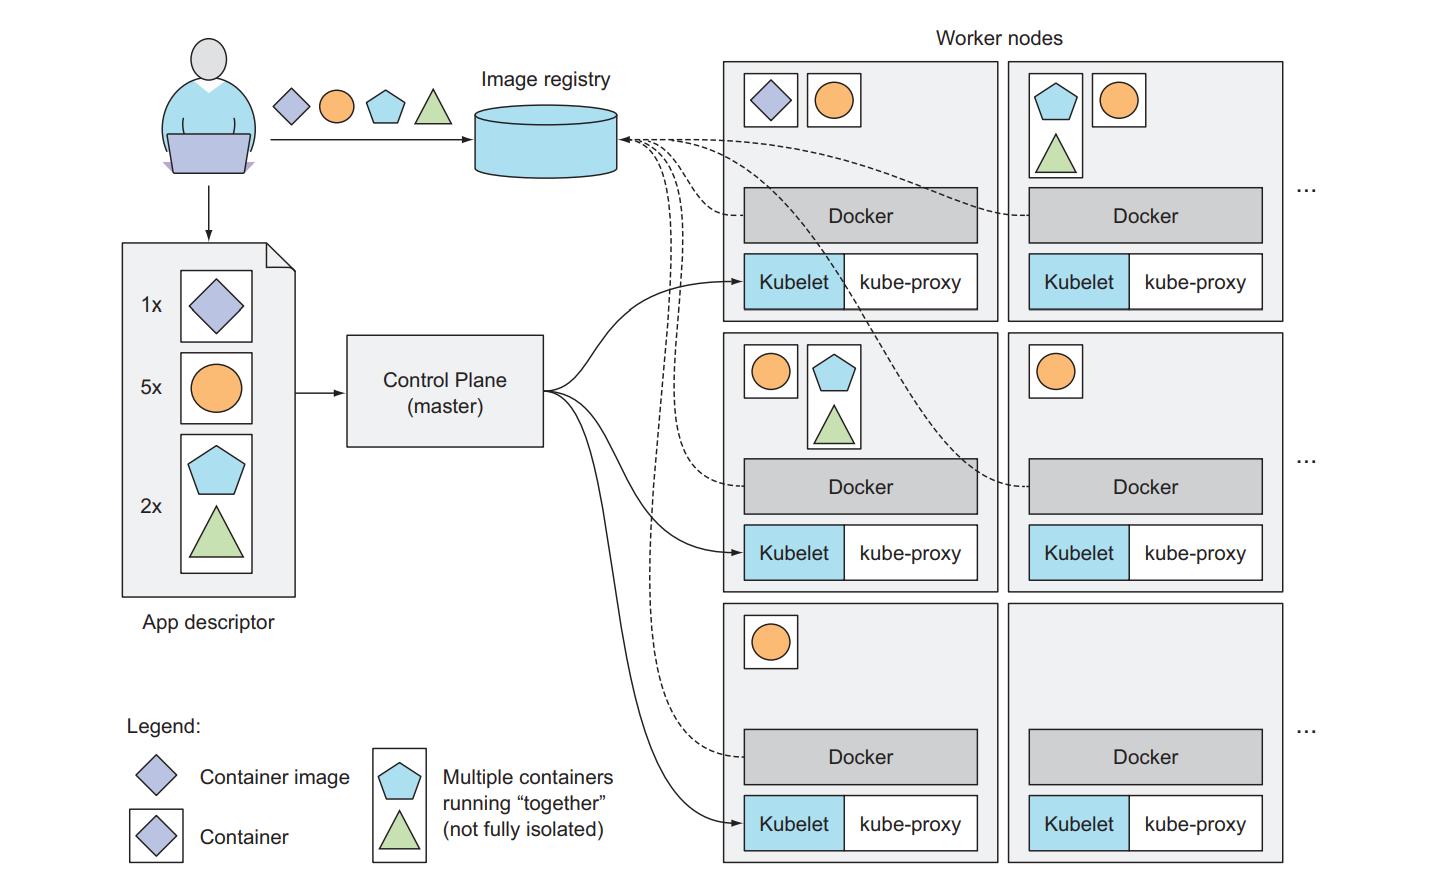 Worker nodes
Image registry
Docker
Docker
...
Kubelet
kube-proxy
Kubelet
kube-proxy
1x
5x
2x
Control Plane
(master)
App descriptor
Docker
Docker
...
Kubelet
kube-proxy
Kubelet
kube-proxy
Docker
Docker
...
Kubelet
kube-proxy
Kubelet
kube-proxy
Legend:
Container image
Container
Multiple containers
running “together”
(not fully isolated)